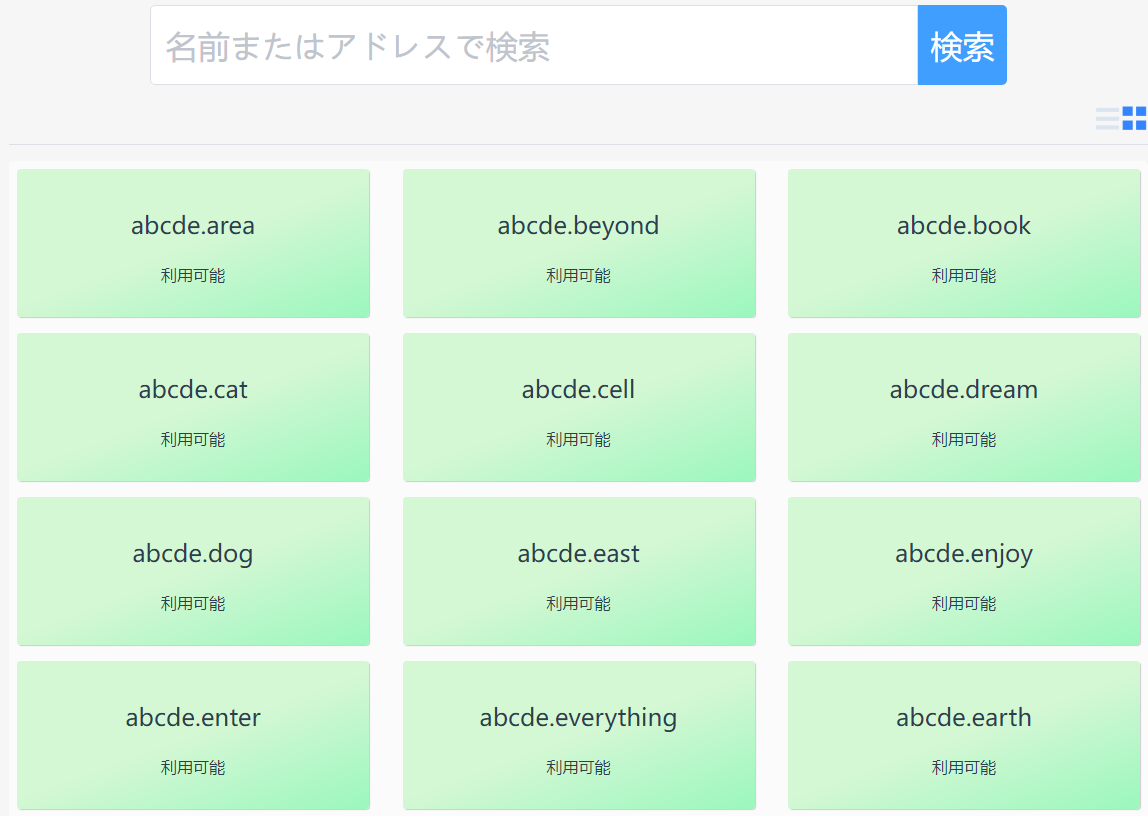 名前またはアドレスで検索
検索
abcde.area
abcde.beyond
abcde.book
利用可能
利用可能
利用可能
abcde.cat
abcde.cell
abcde.dream
利用可能
利用可能
利用可能
abcde.dog
abcde.east
abcde.enjoy
利用可能
利用可能
利用可能
abcde.enter
abcde.everything
abcde.earth
利用可能
利用可能
利用可能